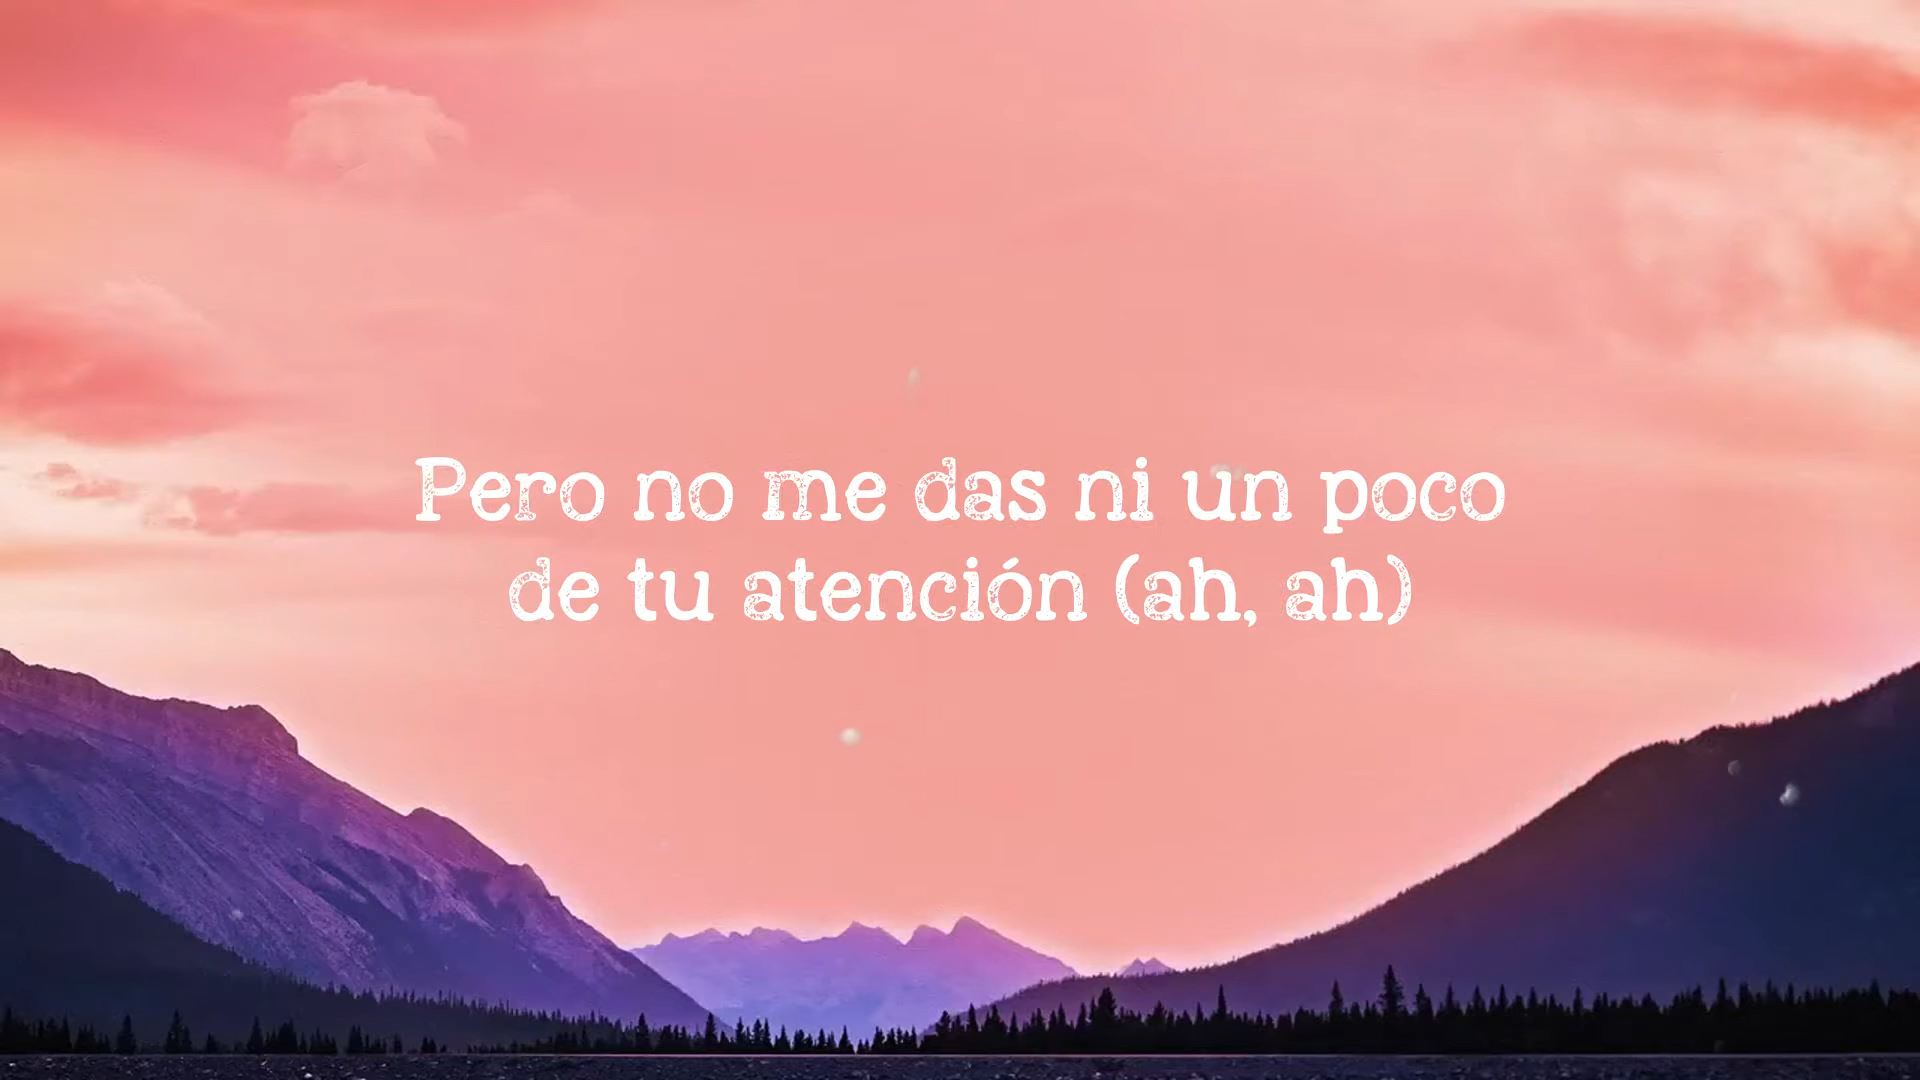 Pero no me das ni un poco
de tu atención (ah, ah)